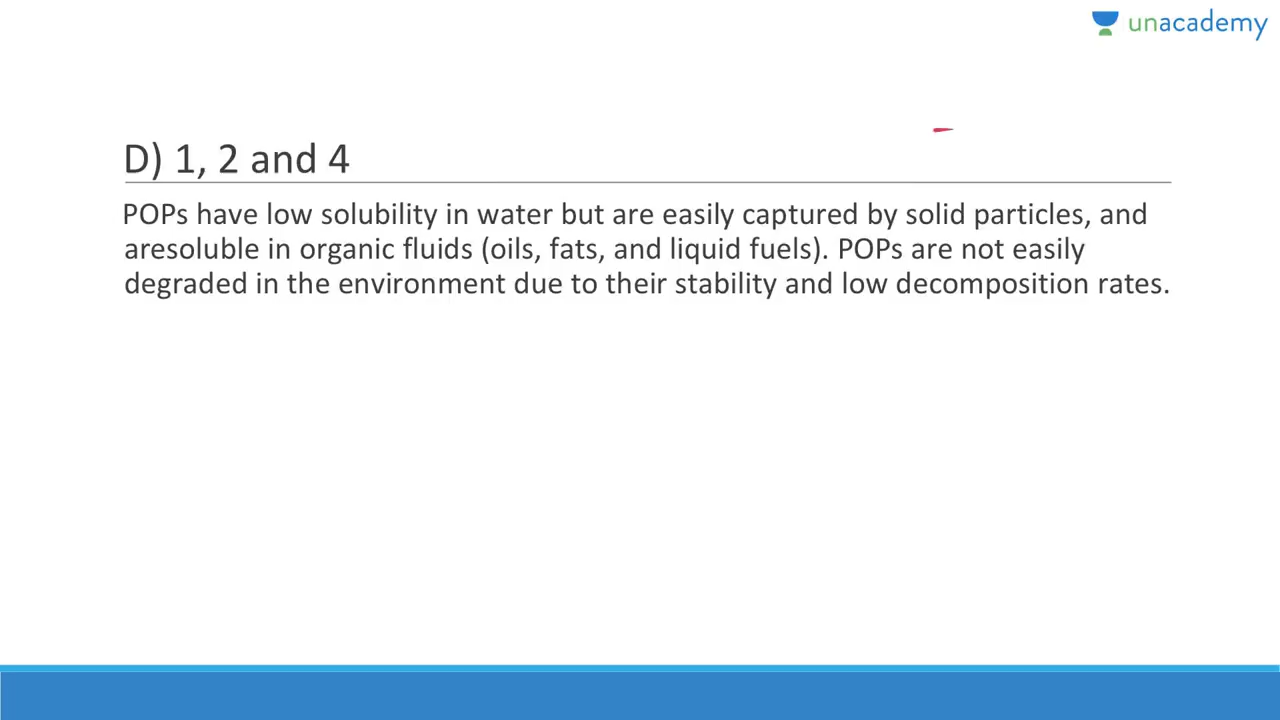 unacademy
D) 1, 2 and 4
POPs have low solubility in water but are easily captured by solid particles, and
aresoluble in organic fluids (oils, fats, and liquid fuels). POPs are not easily
degraded in the environment due to their stability and low decomposition rates.